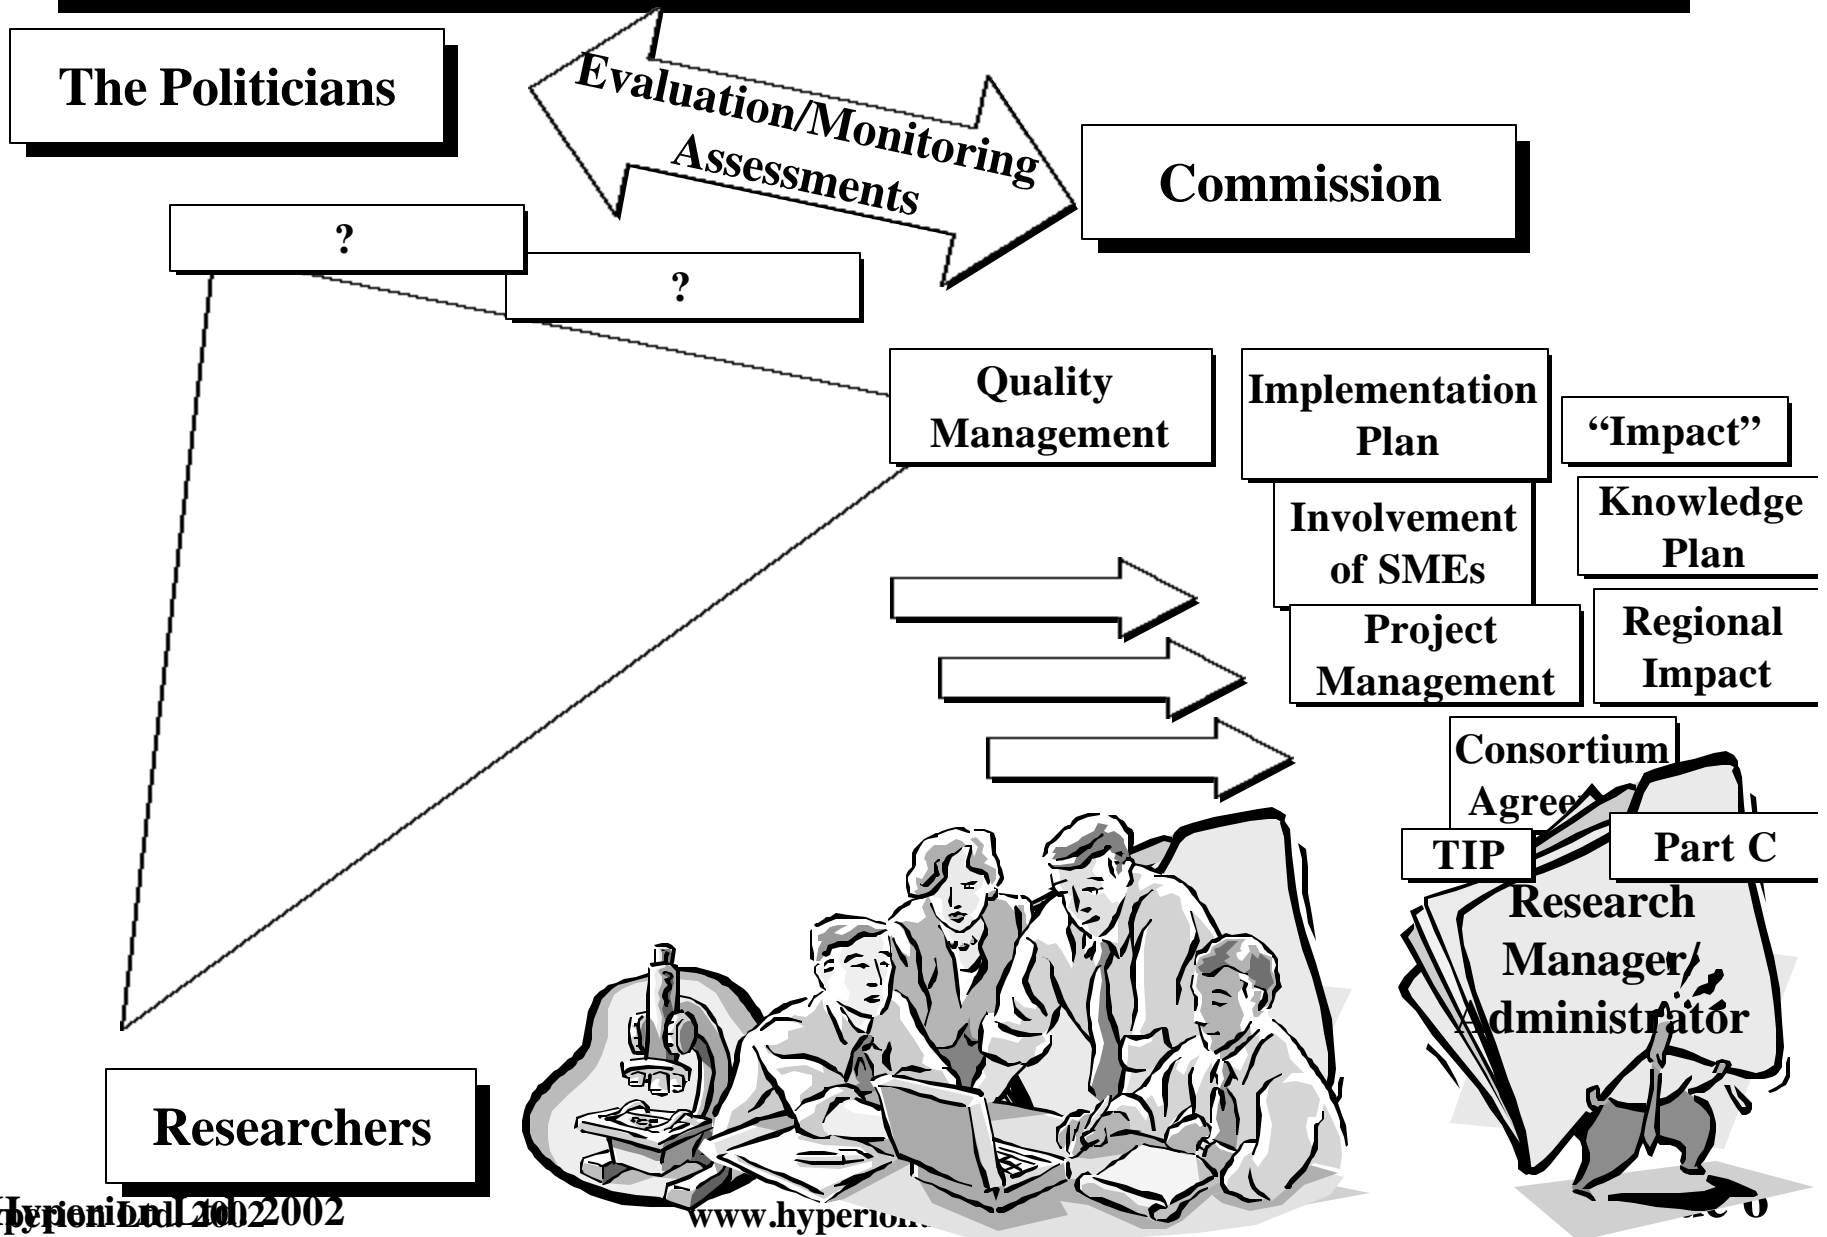 The Politicians
Evaluation/Monitoring
Assessments
Commission
?
?
Quality
Management
Implementation
Plan
“Impact”
Involvement
of SMEs
Knowledge
Plan
Project
Management
Regional
Impact
Consortium
TIP
Part C
Research
Manager/
Administrator
Researchers
Hyperion Ltd. 2002